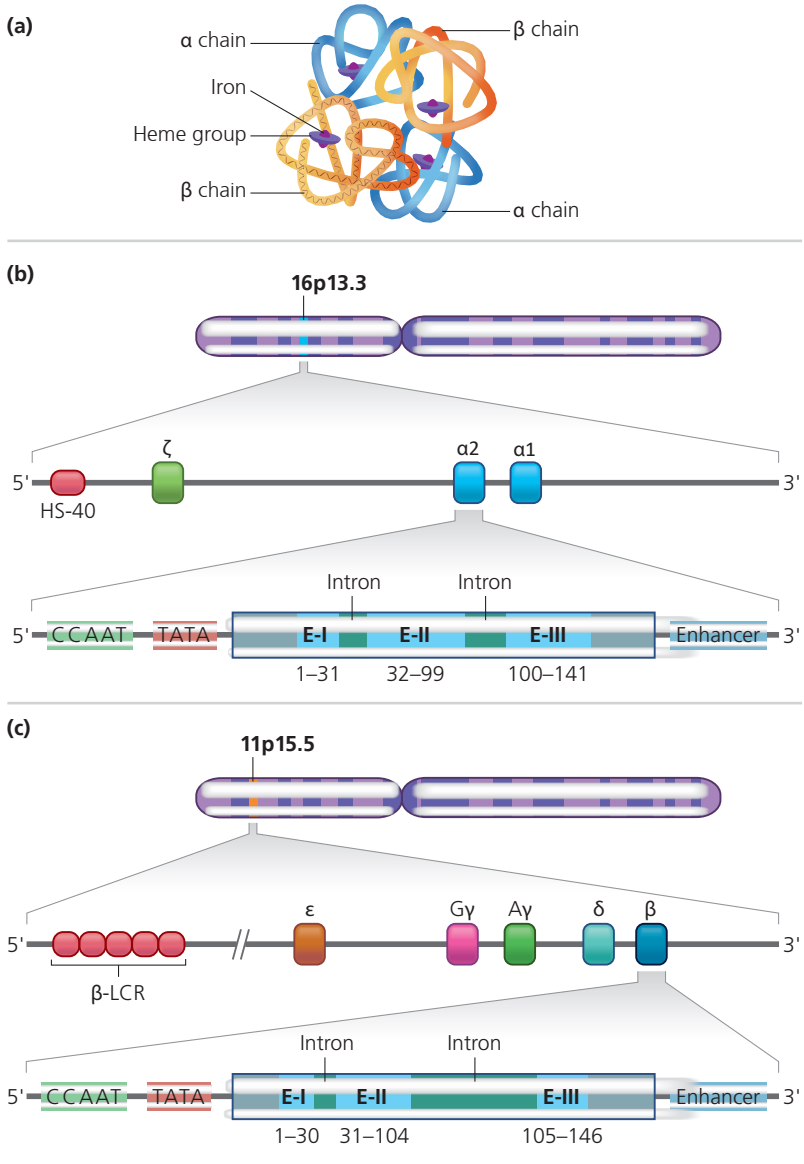 (a)
α chain
β chain
Iron
Heme group
β chain
α chain
(b)
16p13.3
ζ
α2
α1
5'
3'
HS-40
Intron
Intron
5'
CCAAT
TATA
E-I
E-II
E-III
Enhancer
3'
1–31
32–99
100–141
(c)
11p15.5
ε
Gγ
Aγ
δ
β
5'
3'
β-LCR
Intron
Intron
5'
CCAAT
TATA
E-I
E-II
E-III
Enhancer
3'
1–30
31–104
105–146